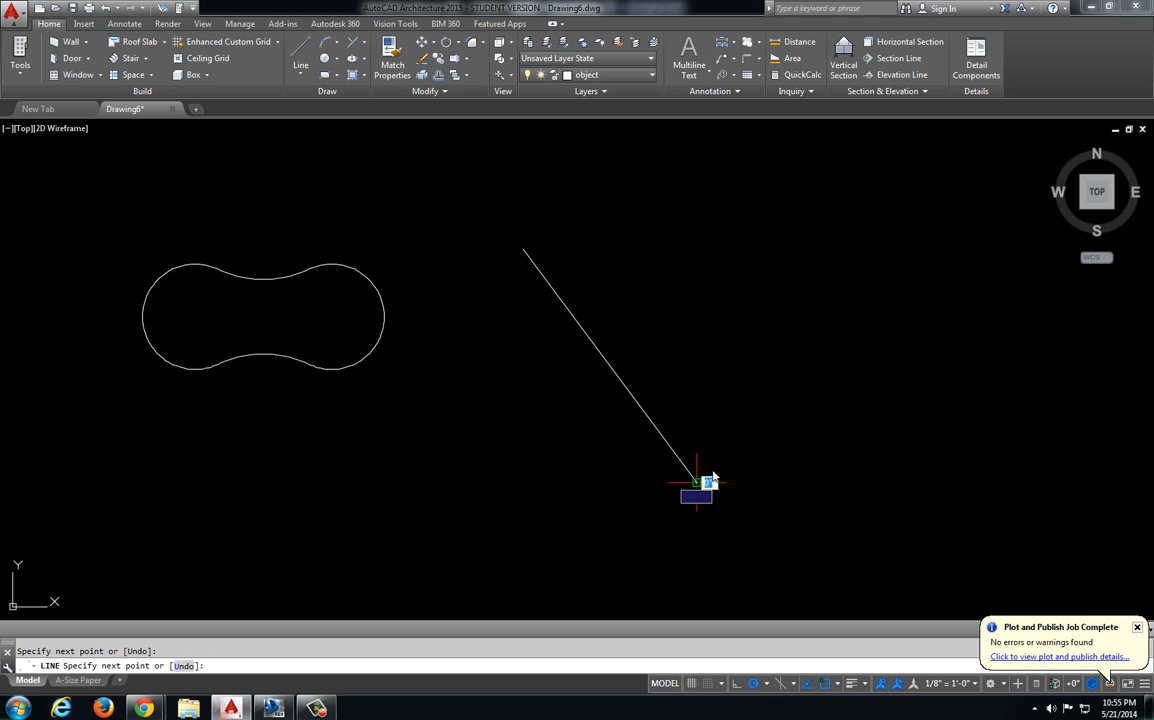 AutoCAD Architecture 2015 - STUDENT VERSION Drawing6.dwg
Type a keyword or phrase
Sign In
Home Insert Annotate Render View Manage Add-ins Autodesk 360 Vision Tools BIM 360 Featured Apps
Tools
Wall
Door
Window
Roof Slab
Stair
Space
Enhanced Custom Grid
Ceiling Grid
Box
Line
Match
Properties
Unsaved Layer State
object
Multiline
Text
Distance
Area
QuickCalc
Vertical
Section
Horizontal Section
Section Line
Elevation Line
Detail
Components
Build Draw Modify View Layers Annotation Inquiry Section & Elevation Details
New Tab Drawing6*
[−][Top][2D Wireframe]
N
W TOP E
S
WCS
Y
X
Plot and Publish Job Complete
No errors or warnings found
Click to view plot and publish details...
Specify next point or [Undo]:
LINE Specify next point or [Undo]:
Model A-Size Paper
MODEL 1/8" = 1'-0" +0"
10:55 PM
5/21/2014